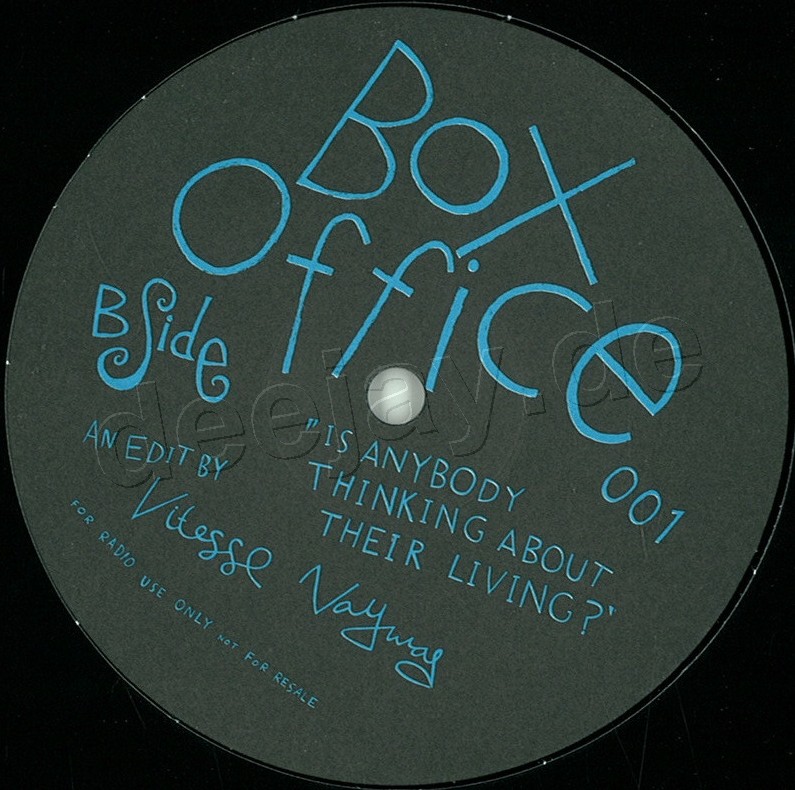 Box
Office
001
B Side
AN EDIT BY
Vitesse Nayway
"IS ANYBODY
THINKING ABOUT
THEIR LIVING?'
FOR RADIO USE ONLY NOT FOR RESALE
deejay.de